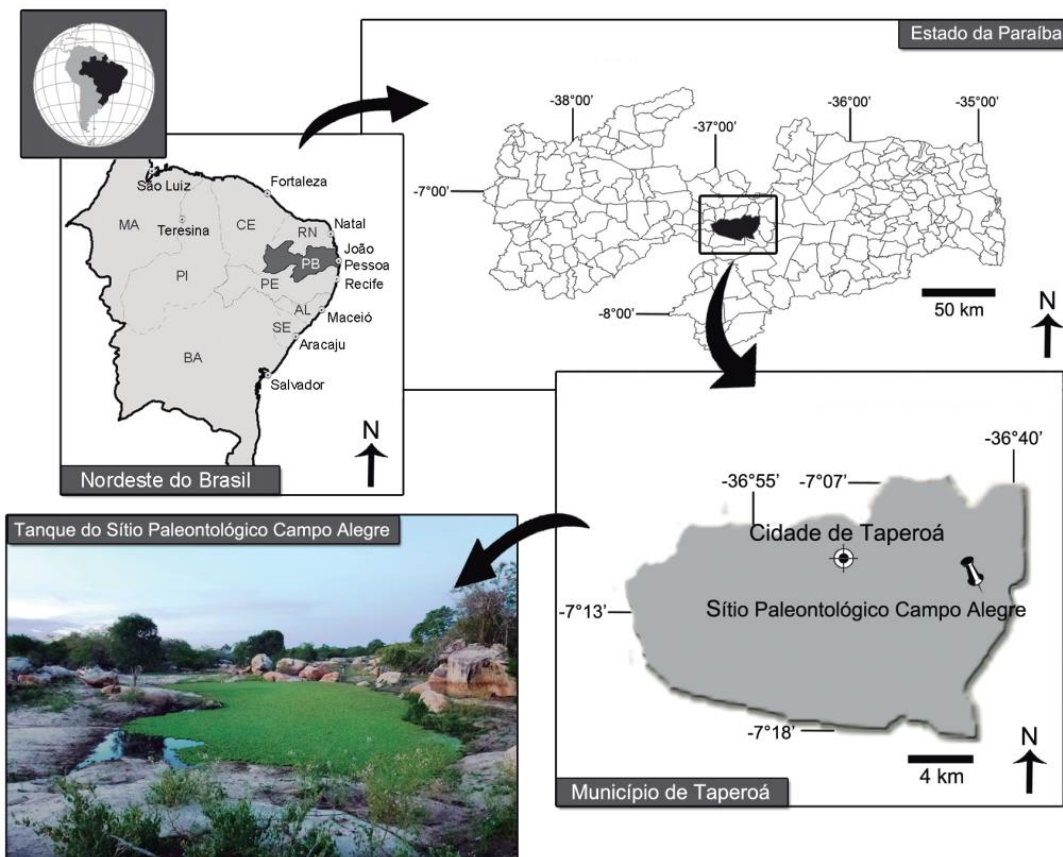 Estado da Paraíba
-38°00'
-37°00'
-36°00'
-35°00'
-7°00'
-8°00'
50 km
N
São Luiz
Fortaleza
MA
Teresina
CE
RN
Natal
João
Pessoa
PB
PI
PE
Recife
AL
Maceió
SE
Aracaju
BA
Salvador
N
Nordeste do Brasil
-36°40'
-36°55'
-7°07'
Cidade de Taperoá
-7°13'
Sítio Paleontológico Campo Alegre
-7°18'
4 km
N
Município de Taperoá
Tanque do Sítio Paleontológico Campo Alegre